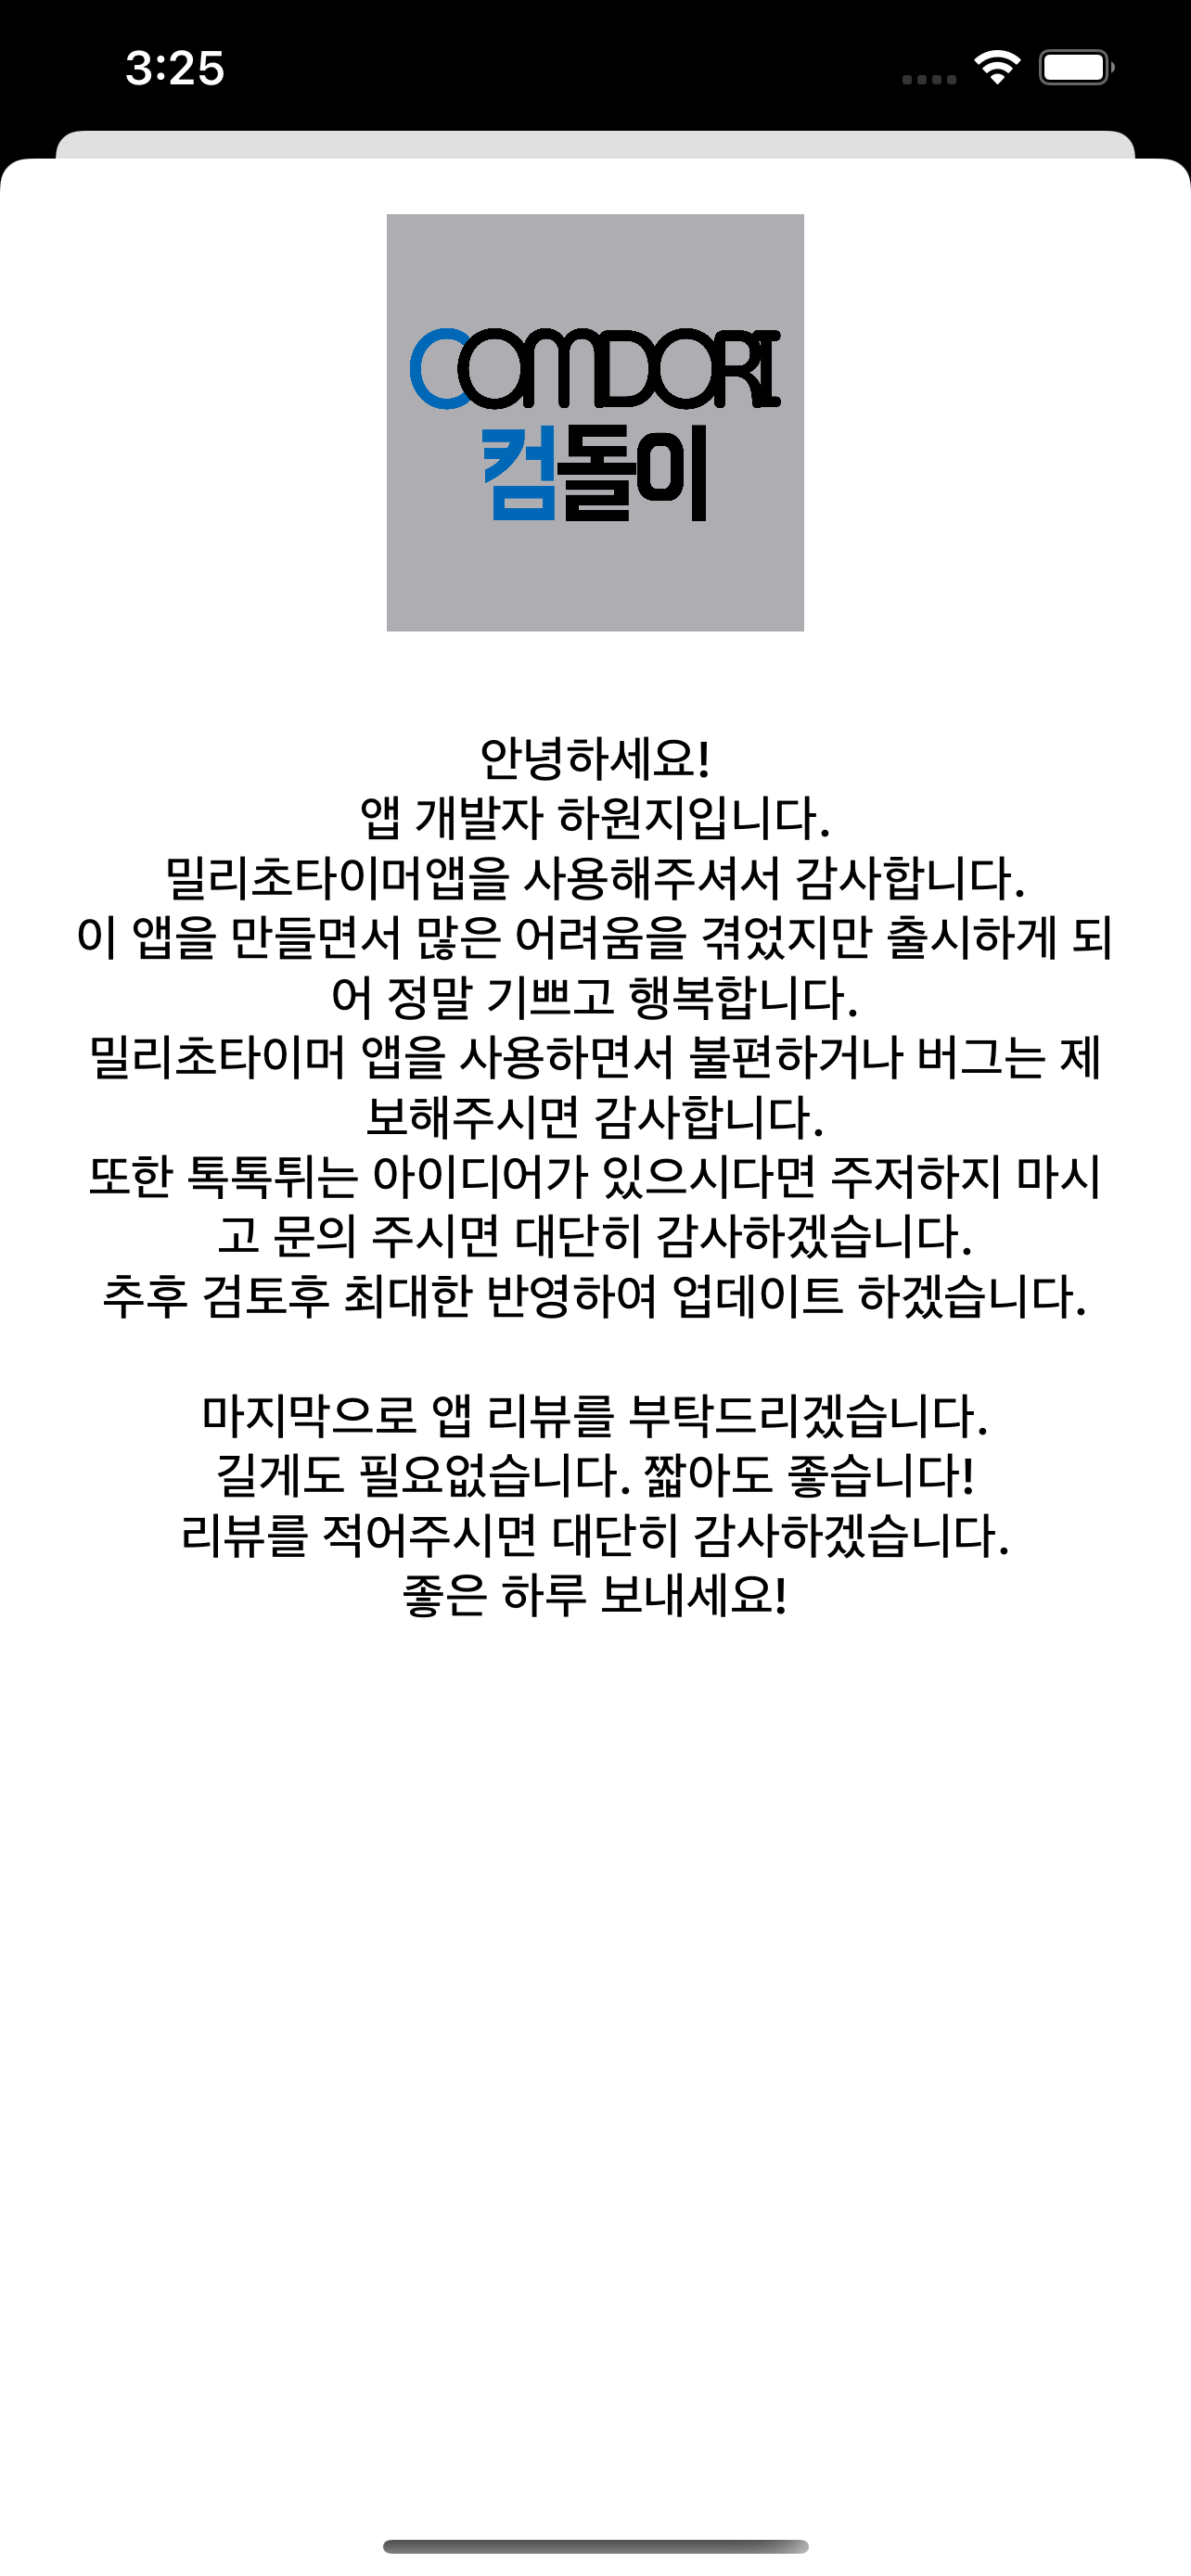 3:25
COMDORI
컴돌이
안녕하세요!
앱 개발자 하원지입니다.
밀리초타이머앱을 사용해주셔서 감사합니다.
이 앱을 만들면서 많은 어려움을 겪었지만 출시하게 되
어 정말 기쁘고 행복합니다.
밀리초타이머 앱을 사용하면서 불편하거나 버그는 제
보해주시면 감사합니다.
또한 톡톡튀는 아이디어가 있으시다면 주저하지 마시
고 문의 주시면 대단히 감사하겠습니다.
추후 검토후 최대한 반영하여 업데이트 하겠습니다.
마지막으로 앱 리뷰를 부탁드리겠습니다.
길게도 필요없습니다. 짧아도 좋습니다!
리뷰를 적어주시면 대단히 감사하겠습니다.
좋은 하루 보내세요!